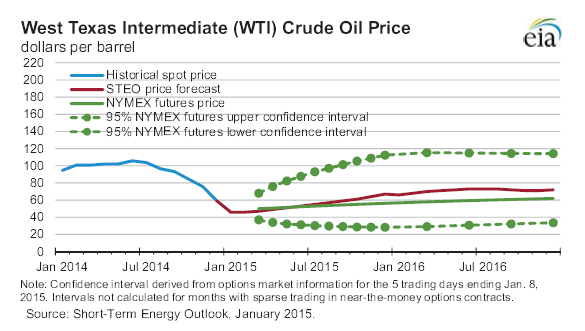 West Texas Intermediate (WTI) Crude Oil Price
dollars per barrel
eia
220
200
180
160
140
120
100
80
60
40
20
0
Historical spot price
STEO price forecast
NYMEX futures price
95% NYMEX futures upper confidence interval
95% NYMEX futures lower confidence interval
Jan 2014
Jul 2014
Jan 2015
Jul 2015
Jan 2016
Jul 2016
Note: Confidence interval derived from options market information for the 5 trading days ending Jan. 8,
2015. Intervals not calculated for months with sparse trading in near-the-money options contracts.
Source: Short-Term Energy Outlook, January 2015.